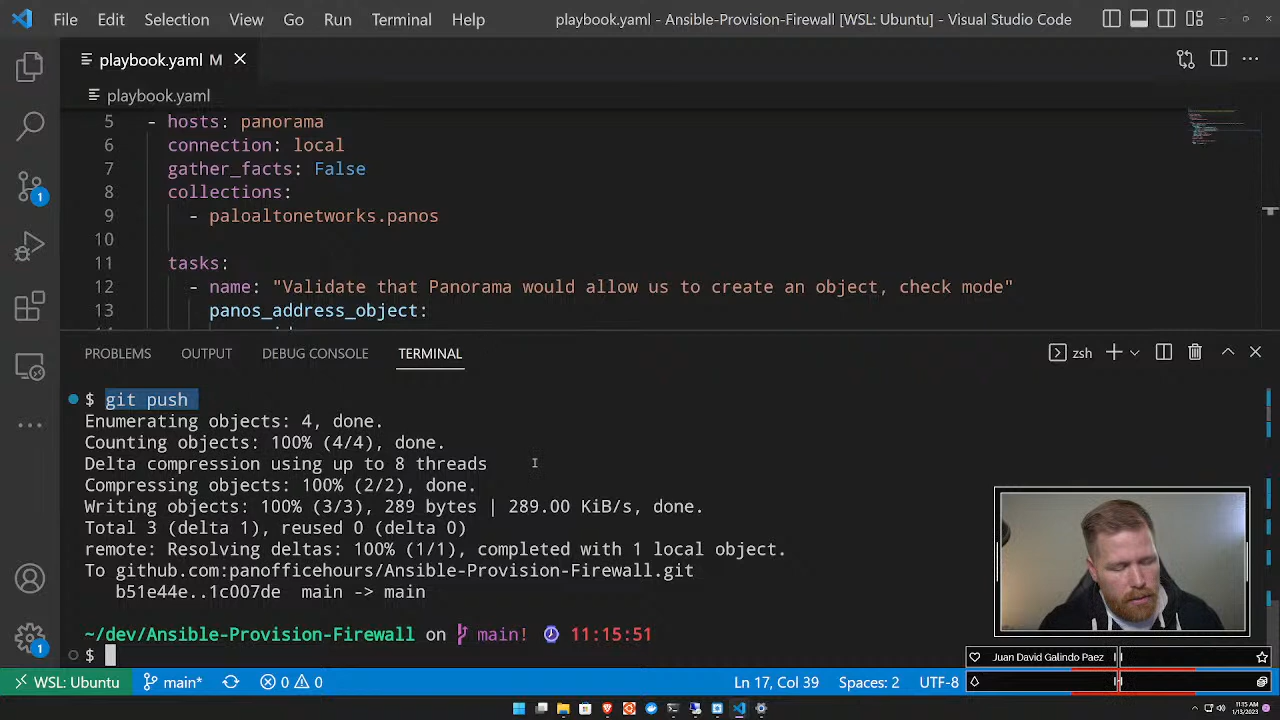 File Edit Selection View Go Run Terminal Help playbook.yaml - Ansible-Provision-Firewall [WSL: Ubuntu] - Visual Studio Code
playbook.yaml M
playbook.yaml
5 - hosts: panorama
6 connection: local
7 gather_facts: False
8 collections:
9 - paloaltonetworks.panos
10
11 tasks:
12 - name: "Validate that Panorama would allow us to create an object, check mode"
13 panos_address_object:
PROBLEMS OUTPUT DEBUG CONSOLE TERMINAL zsh
$ git push
Enumerating objects: 4, done.
Counting objects: 100% (4/4), done.
Delta compression using up to 8 threads
Compressing objects: 100% (2/2), done.
Writing objects: 100% (3/3), 289 bytes | 289.00 KiB/s, done.
Total 3 (delta 1), reused 0 (delta 0)
remote: Resolving deltas: 100% (1/1), completed with 1 local object.
To github.com:panofficehours/Ansible-Provision-Firewall.git
b51e44e..1c007de main -> main
~/dev/Ansible-Provision-Firewall on main! 11:15:51
$
1
1
Juan David Galindo Paez
WSL: Ubuntu main* 0 0 Ln 17, Col 39 Spaces: 2 UTF-8
11:15 AM
1/13/2023